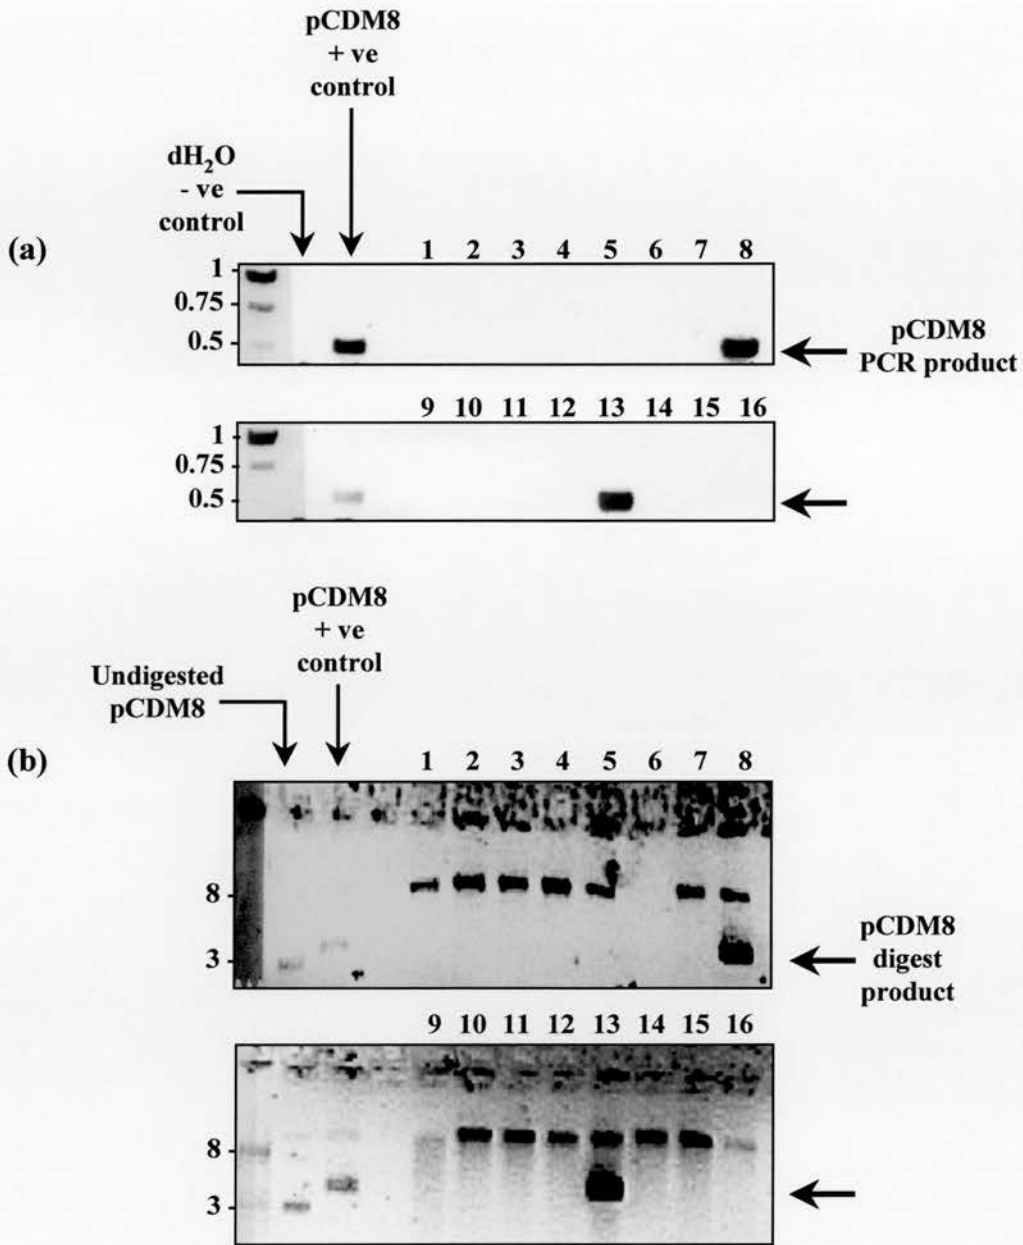 pCDM8
+ ve
control
dH₂O
- ve
control
(a)
1 2 3 4 5 6 7 8
1
0.75
0.5
pCDM8
PCR product
9 10 11 12 13 14 15 16
1
0.75
0.5
pCDM8
+ ve
control
Undigested
pCDM8
(b)
1 2 3 4 5 6 7 8
8
3
pCDM8
digest
product
9 10 11 12 13 14 15 16
8
3